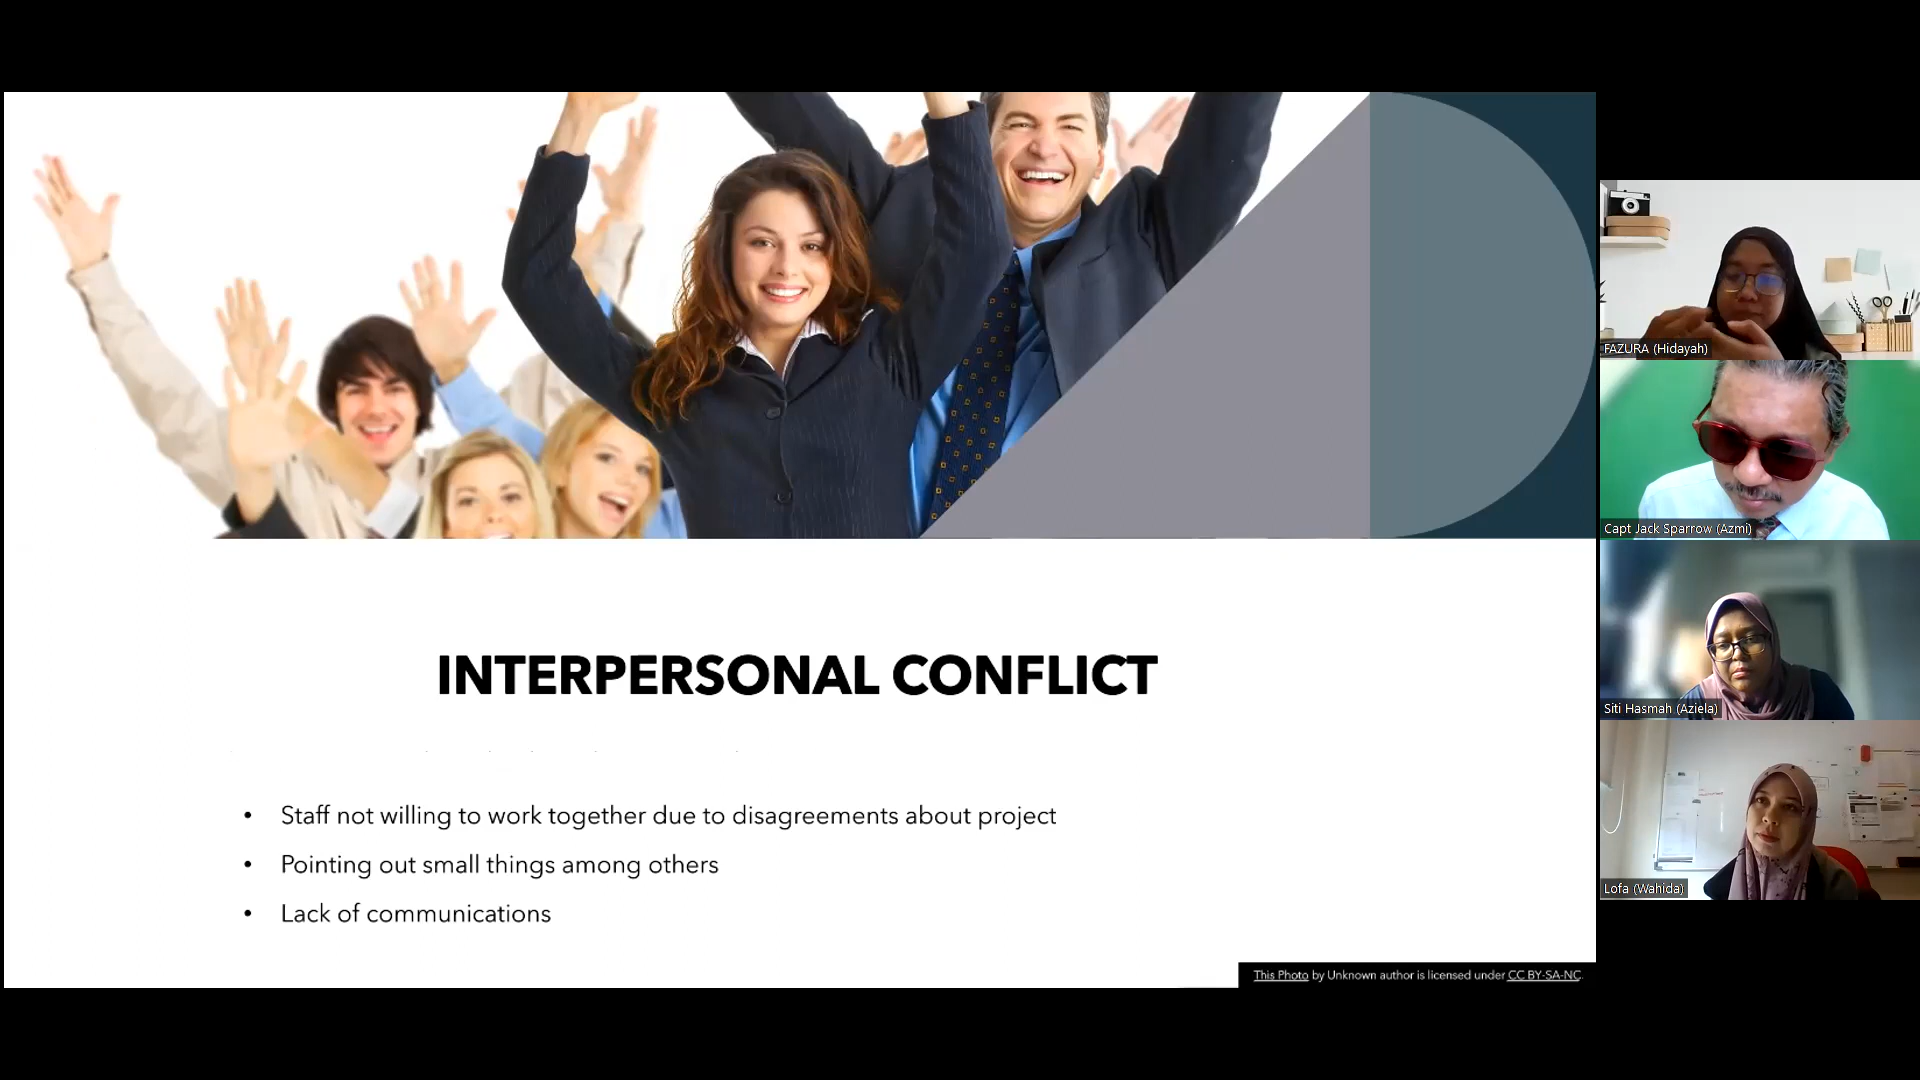 INTERPERSONAL CONFLICT
• Staff not willing to work together due to disagreements about project
• Pointing out small things among others
• Lack of communications
This Photo by Unknown author is licensed under CC BY-SA-NC.
FAZURA (Hidayah)
Capt Jack Sparrow (Azmi)
Siti Hasmah (Aziela)
Lofa (Wahida)